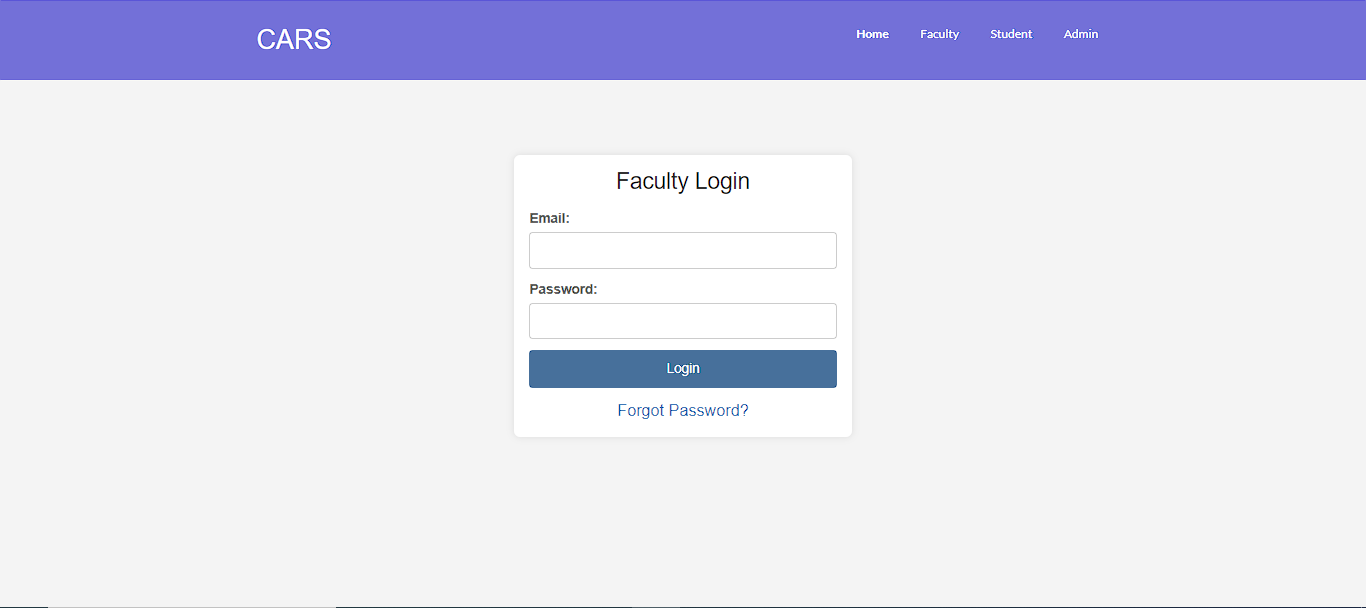 CARS
Home Faculty Student Admin
Faculty Login
Email:
Password:
Login
Forgot Password?